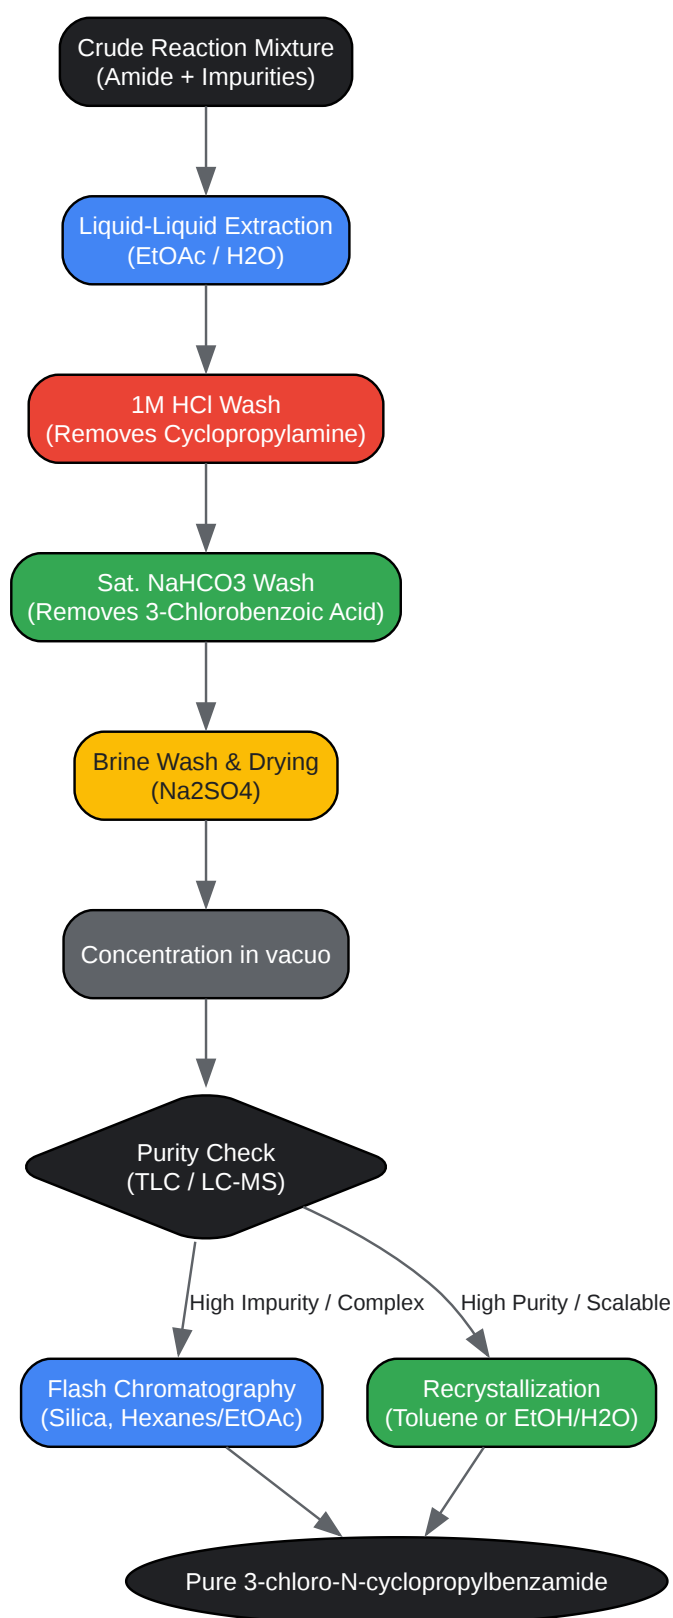 Crude Reaction Mixture
(Amide + Impurities)
Liquid-Liquid Extraction
(EtOAc / H2O)
1M HCl Wash
(Removes Cyclopropylamine)
Sat. NaHCO3 Wash
(Removes 3-Chlorobenzoic Acid)
Brine Wash & Drying
(Na2SO4)
Concentration in vacuo
Purity Check
(TLC / LC-MS)
High Impurity / Complex
High Purity / Scalable
Flash Chromatography
(Silica, Hexanes/EtOAc)
Recrystallization
(Toluene or EtOH/H2O)
Pure 3-chloro-N-cyclopropylbenzamide